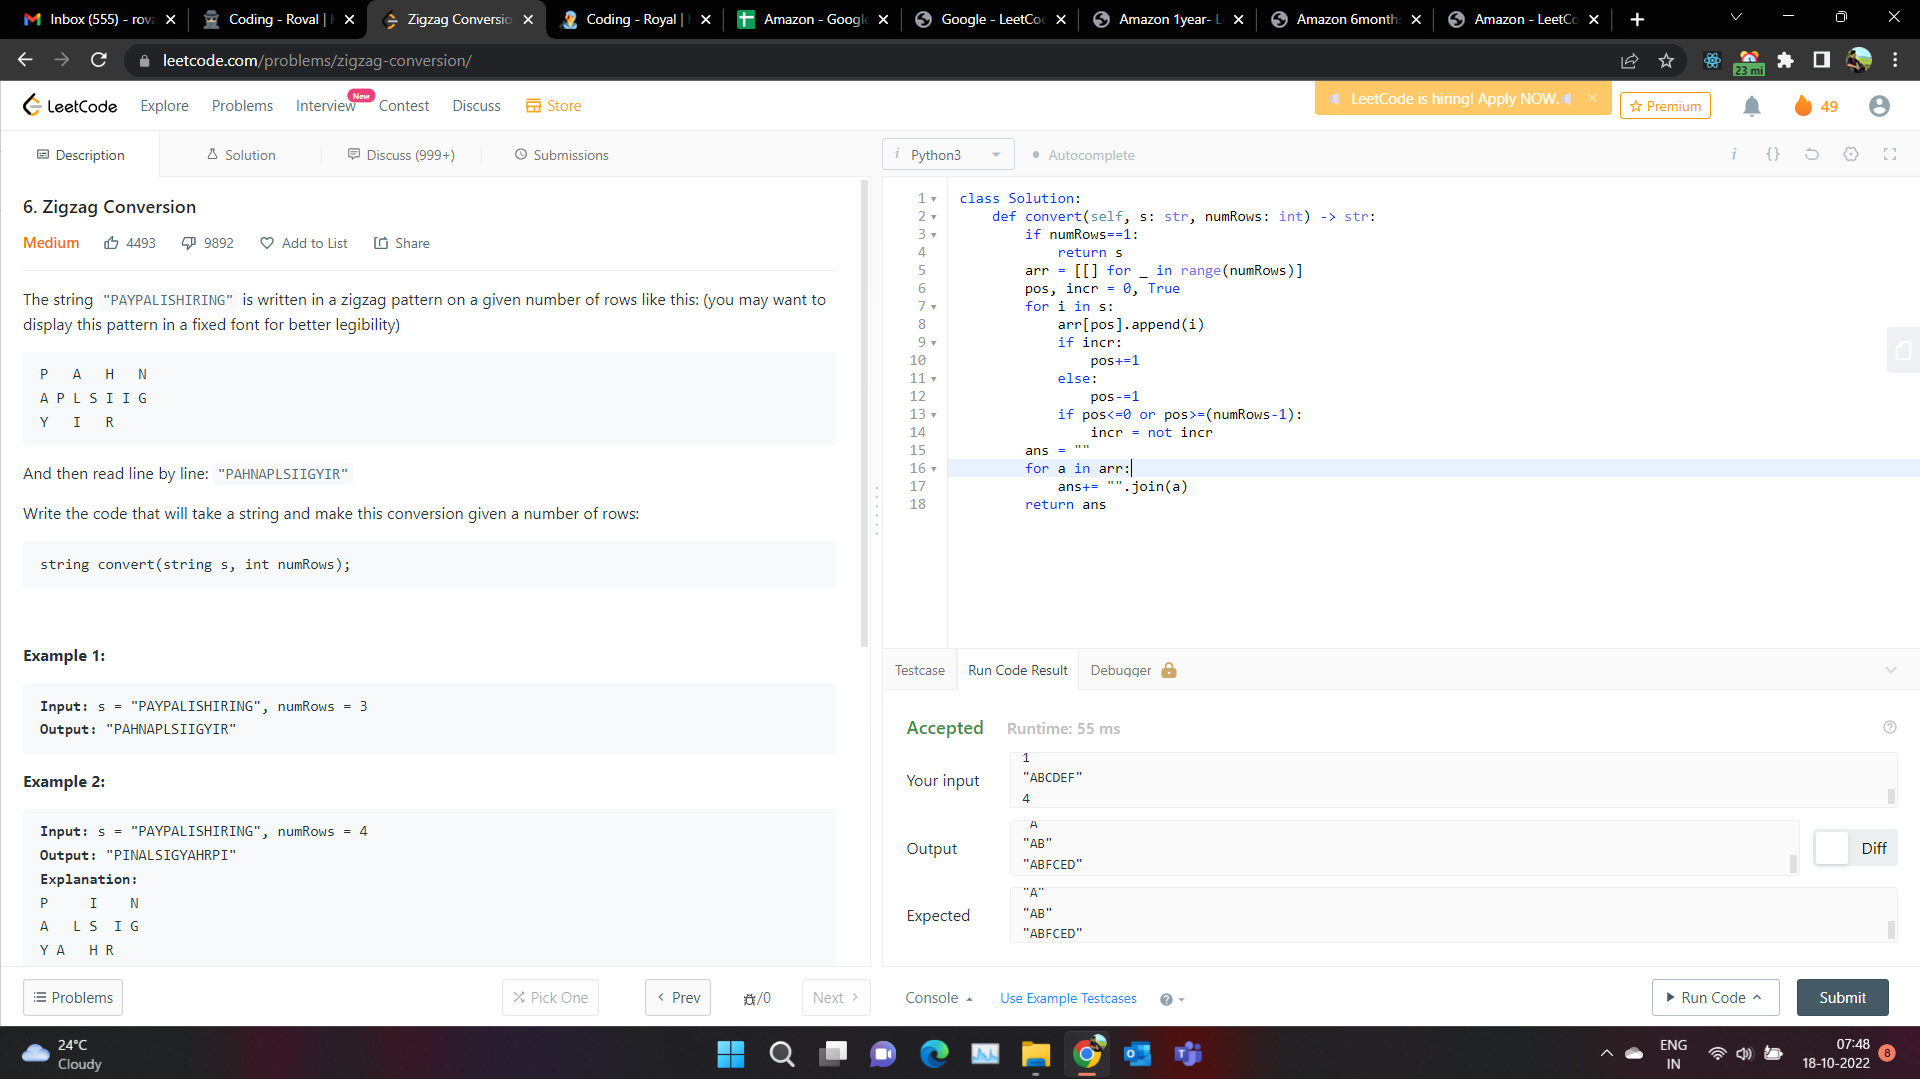 Inbox (555) - rova
Coding - Roval |
Zigzag Conversio
Coding - Royal |
Amazon - Google
Google - LeetCo
Amazon 1year- L
Amazon 6month
Amazon - LeetCo
leetcode.com/problems/zigzag-conversion/
23 mi
LeetCode
Explore
Problems
Interview
New
Contest
Discuss
Store
LeetCode is hiring! Apply NOW.
Premium
49
Description
Solution
Discuss (999+)
Submissions
i Python3
Autocomplete
i {}
6. Zigzag Conversion
Medium 4493 9892 Add to List Share
The string "PAYPALISHIRING" is written in a zigzag pattern on a given number of rows like this: (you may want to
display this pattern in a fixed font for better legibility)
P   A   H   N
A P L S I I G
Y   I   R
And then read line by line: "PAHNAPLSIIGYIR"
Write the code that will take a string and make this conversion given a number of rows:
string convert(string s, int numRows);
Example 1:
Input: s = "PAYPALISHIRING", numRows = 3
Output: "PAHNAPLSIIGYIR"
Example 2:
Input: s = "PAYPALISHIRING", numRows = 4
Output: "PINALSIGYAHRPI"
Explanation:
P     I    N
A   L S  I G
Y A   H R
1 class Solution:
2     def convert(self, s: str, numRows: int) -> str:
3         if numRows==1:
4             return s
5         arr = [[] for _ in range(numRows)]
6         pos, incr = 0, True
7         for i in s:
8             arr[pos].append(i)
9             if incr:
10                 pos+=1
11             else:
12                 pos-=1
13             if pos<=0 or pos>=(numRows-1):
14                 incr = not incr
15         ans = ""
16         for a in arr:
17             ans+= "".join(a)
18         return ans
Testcase
Run Code Result
Debugger
Accepted Runtime: 55 ms
Your input
1
"ABCDEF"
4
Output
"A"
"AB"
"ABFCED"
Diff
Expected
"A"
"AB"
"ABFCED"
Problems
Pick One
Prev
/0
Next
Console
Use Example Testcases
Run Code
Submit
24°C
Cloudy
ENG
IN
07:48
18-10-2022
8